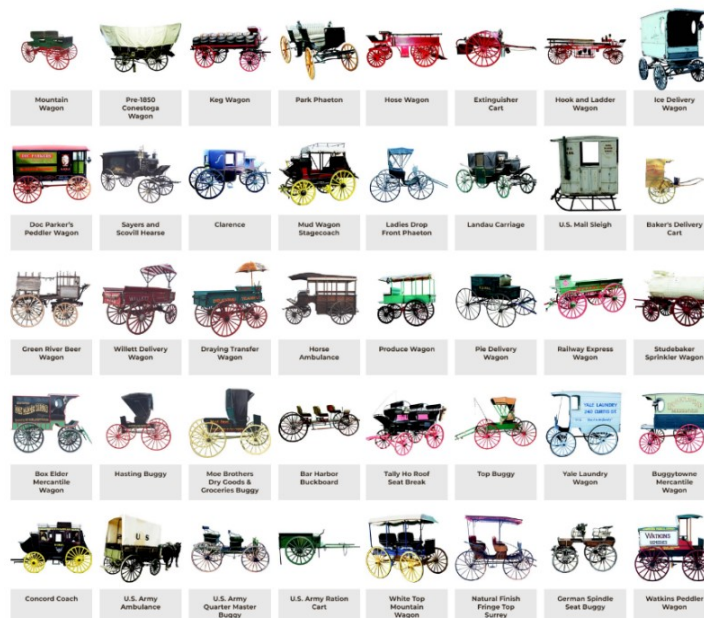 Mountain
Wagon
Pre-1850
Conestoga
Wagon
Keg Wagon
Park Phaeton
Hose Wagon
Extinguisher
Cart
Hook and Ladder
Wagon
Ice Delivery
Wagon
Doc Parker's
Peddler Wagon
Sayers and
Scovill Hearse
Clarence
Mud Wagon
Stagecoach
Ladies Drop
Front Phaeton
Landau Carriage
U.S. Mail Sleigh
Baker's Delivery
Cart
Green River Beer
Wagon
Willett Delivery
Wagon
Draying Transfer
Wagon
Horse
Ambulance
Produce Wagon
Pie Delivery
Wagon
Railway Express
Wagon
Studebaker
Sprinkler Wagon
YALE LAUNDRY
Box Elder
Mercantile
Wagon
Hasting Buggy
Moe Brothers
Dry Goods &
Groceries Buggy
Bar Harbor
Buckboard
Tally Ho Roof
Seat Break
Top Buggy
Yale Laundry
Wagon
Buggytowne
Mercantile
Wagon
U S
WATKINS
Concord Coach
U.S. Army
Ambulance
U.S. Army
Quarter Master
Buggy
U.S. Army Ration
Cart
White Top
Mountain
Wagon
Natural Finish
Fringe Top
Surrey
German Spindle
Seat Buggy
Watkins Peddler
Wagon